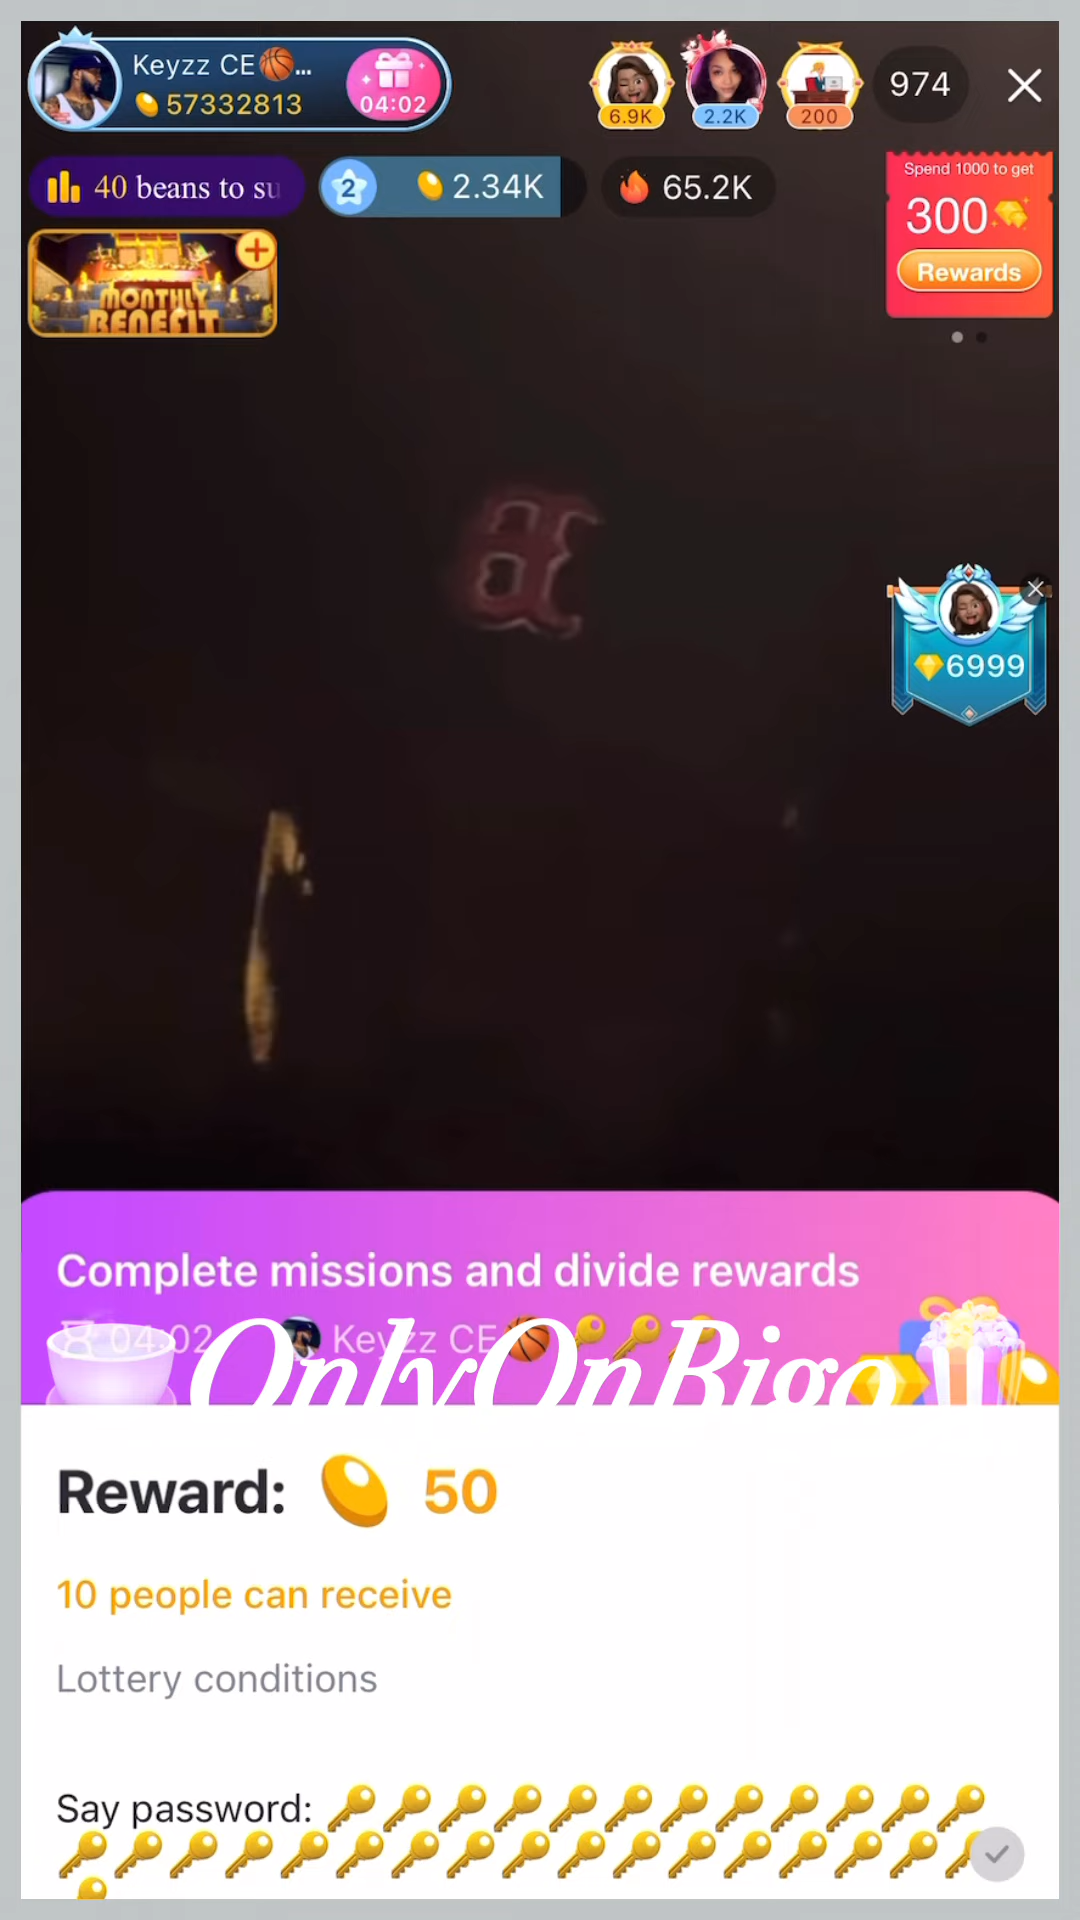 Keyzz CE🏀...
57332813
04:02
6.9K
2.2K
200
974
40 beans to su
2
2.34K
65.2K
Spend 1000 to get
300
Rewards
MONTHLY
BENEFIT
B
6999
Complete missions and divide rewards
04:02 Keyzz CE🏀🔑🔑🔑
OnlyOnBigo
Reward: 50
10 people can receive
Lottery conditions
Say password: 🔑🔑🔑🔑🔑🔑🔑🔑🔑🔑🔑🔑
🔑🔑🔑🔑🔑🔑🔑🔑🔑🔑🔑🔑🔑🔑🔑🔑🔑
🔑